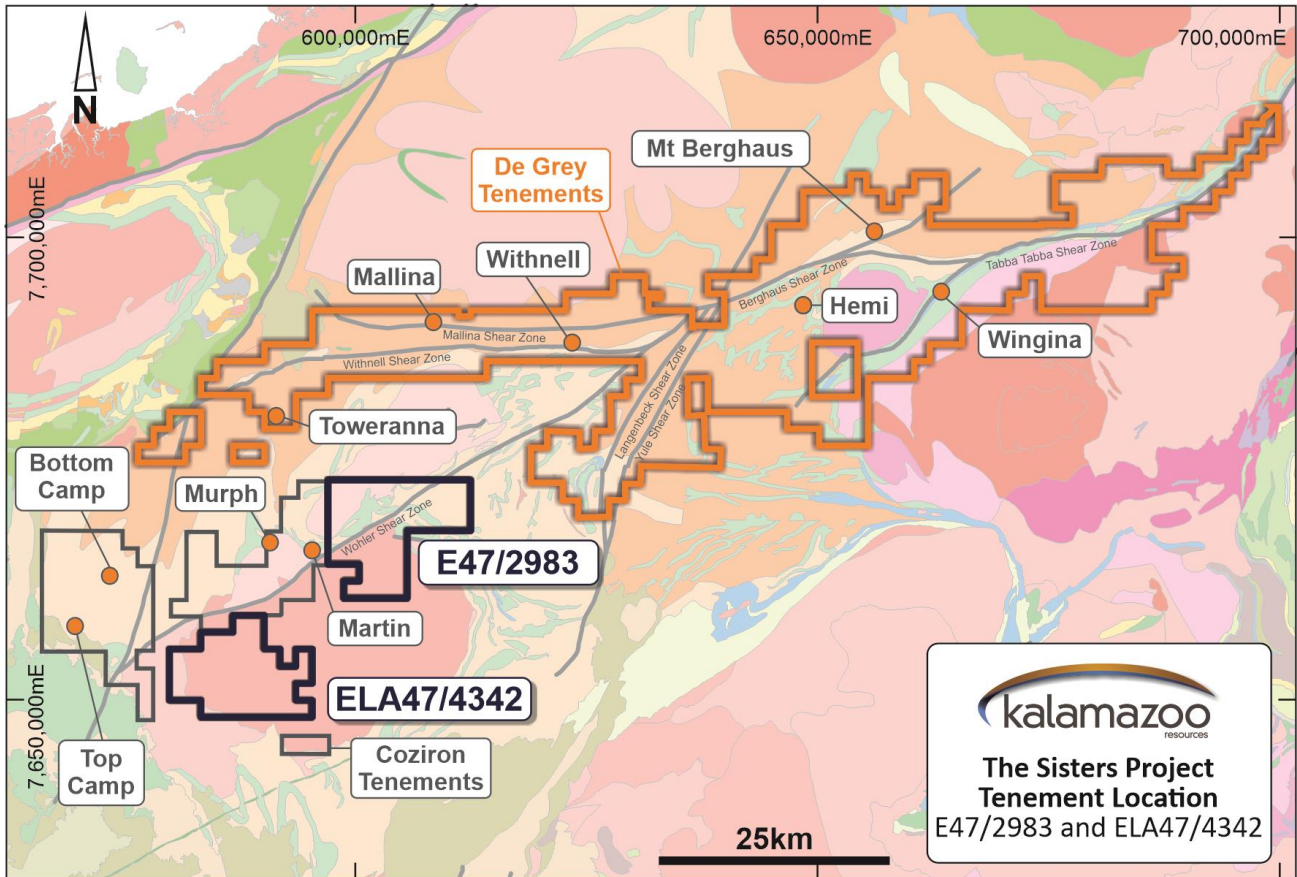 600,000mE
650,000mE
700,000mE
N
Mt Berghaus
De Grey
Tenements
7,700,000mE
Withnell
Mallina
Berghaus Shear Zone
Tabba Tabba Shear Zone
Hemi
Mallina Shear Zone
Wingina
Withnell Shear Zone
Langenbeck Shear Zone
Yule Shear Zone
Toweranna
Bottom
Camp
Murph
Wohler Shear Zone
E47/2983
Martin
ELA47/4342
7,650,000mE
Top
Camp
Coziron
Tenements
kalamazoo
resources
The Sisters Project
Tenement Location
E47/2983 and ELA47/4342
25km